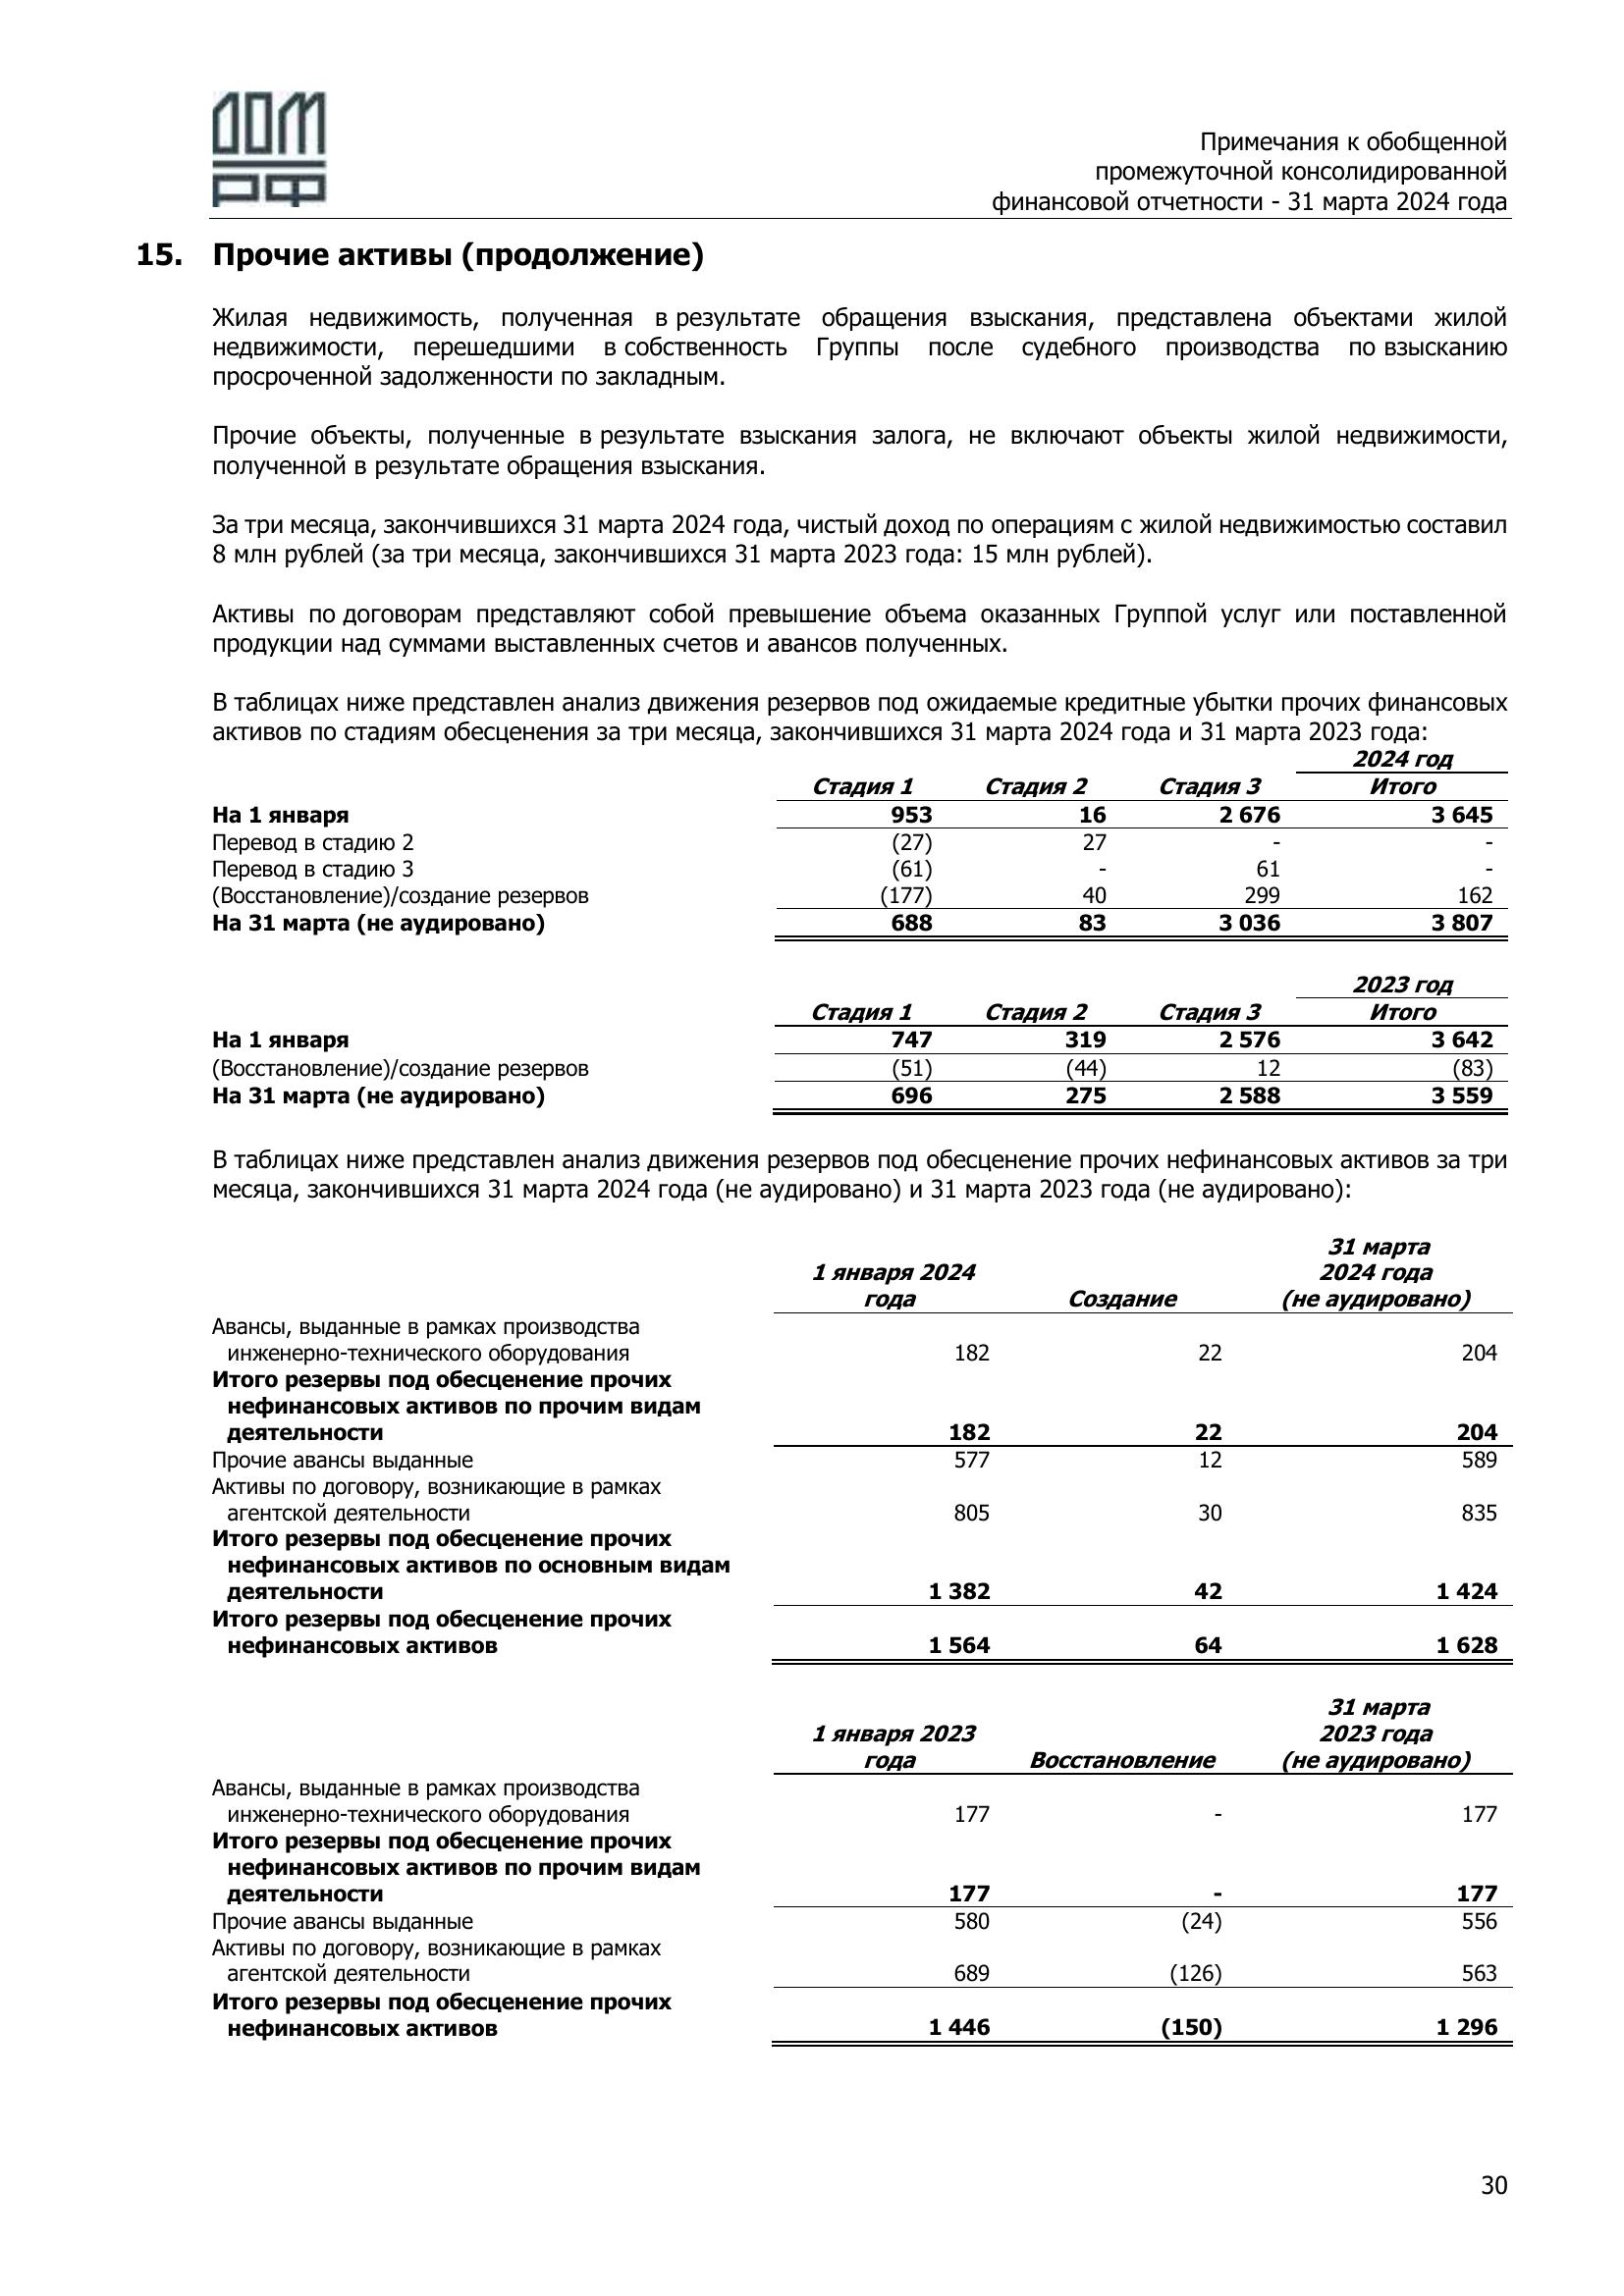 ДОМ
РФ
Примечания к обобщенной
промежуточной консолидированной
финансовой отчетности - 31 марта 2024 года
15. Прочие активы (продолжение)
Жилая недвижимость, полученная в результате обращения взыскания, представлена объектами жилой
недвижимости, перешедшими в собственность Группы после судебного производства по взысканию
просроченной задолженности по закладным.
Прочие объекты, полученные в результате взыскания залога, не включают объекты жилой недвижимости,
полученной в результате обращения взыскания.
За три месяца, закончившихся 31 марта 2024 года, чистый доход по операциям с жилой недвижимостью составил
8 млн рублей (за три месяца, закончившихся 31 марта 2023 года: 15 млн рублей).
Активы по договорам представляют собой превышение объема оказанных Группой услуг или поставленной
продукции над суммами выставленных счетов и авансов полученных.
В таблицах ниже представлен анализ движения резервов под ожидаемые кредитные убытки прочих финансовых
активов по стадиям обесценения за три месяца, закончившихся 31 марта 2024 года и 31 марта 2023 года:
2024 год
Стадия 1 Стадия 2 Стадия 3 Итого
На 1 января 953 16 2 676 3 645
Перевод в стадию 2 (27) 27 - -
Перевод в стадию 3 (61) - 61 -
(Восстановление)/создание резервов (177) 40 299 162
На 31 марта (не аудировано) 688 83 3 036 3 807
2023 год
Стадия 1 Стадия 2 Стадия 3 Итого
На 1 января 747 319 2 576 3 642
(Восстановление)/создание резервов (51) (44) 12 (83)
На 31 марта (не аудировано) 696 275 2 588 3 559
В таблицах ниже представлен анализ движения резервов под обесценение прочих нефинансовых активов за три
месяца, закончившихся 31 марта 2024 года (не аудировано) и 31 марта 2023 года (не аудировано):
31 марта
1 января 2024 2024 года
года Создание (не аудировано)
Авансы, выданные в рамках производства
инженерно-технического оборудования 182 22 204
Итого резервы под обесценение прочих
нефинансовых активов по прочим видам
деятельности 182 22 204
Прочие авансы выданные 577 12 589
Активы по договору, возникающие в рамках
агентской деятельности 805 30 835
Итого резервы под обесценение прочих
нефинансовых активов по основным видам
деятельности 1 382 42 1 424
Итого резервы под обесценение прочих
нефинансовых активов 1 564 64 1 628
31 марта
1 января 2023 2023 года
года Восстановление (не аудировано)
Авансы, выданные в рамках производства
инженерно-технического оборудования 177 - 177
Итого резервы под обесценение прочих
нефинансовых активов по прочим видам
деятельности 177 - 177
Прочие авансы выданные 580 (24) 556
Активы по договору, возникающие в рамках
агентской деятельности 689 (126) 563
Итого резервы под обесценение прочих
нефинансовых активов 1 446 (150) 1 296
30